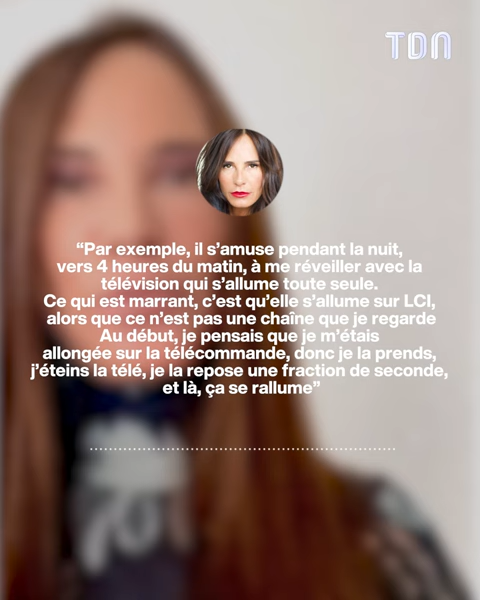 TDN
“Par exemple, il s’amuse pendant la nuit,
vers 4 heures du matin, à me réveiller avec la
télévision qui s’allume toute seule.
Ce qui est marrant, c’est qu’elle s’allume sur LCI,
alors que ce n’est pas une chaîne que je regarde
Au début, je pensais que je m’étais
allongée sur la télécommande, donc je la prends,
j’éteins la télé, je la repose une fraction de seconde,
et là, ça se rallume”